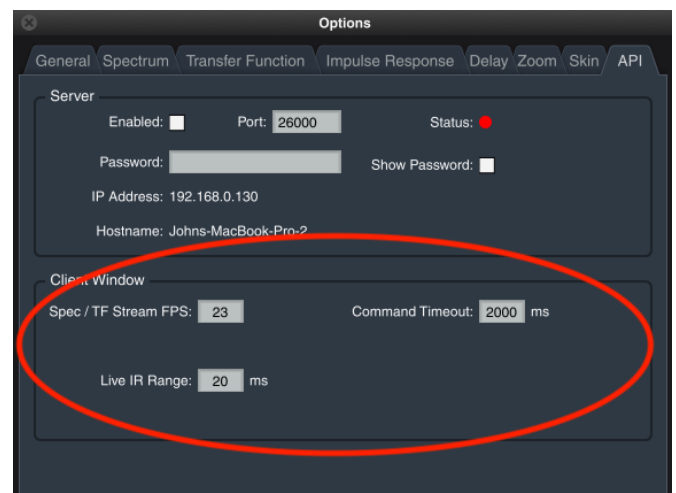 Options
General Spectrum Transfer Function Impulse Response Delay Zoom Skin API
Server
Enabled: Port: 26000 Status:
Password: Show Password:
IP Address: 192.168.0.130
Hostname: Johns-MacBook-Pro-2
Client Window
Spec / TF Stream FPS: 23 Command Timeout: 2000 ms
Live IR Range: 20 ms